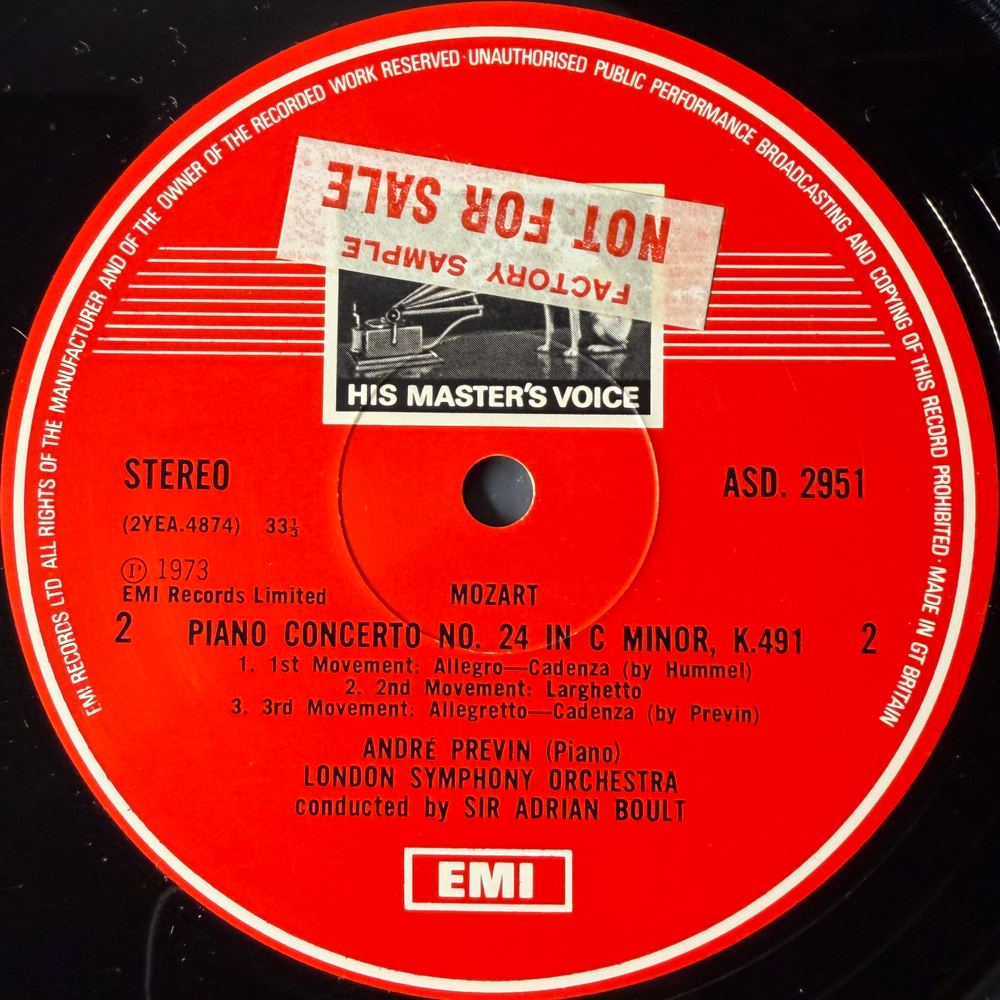 EMI RECORDS LTD ALL RIGHTS OF THE MANUFACTURER AND OF THE OWNER OF THE RECORDED WORK RESERVED · UNAUTHORISED PUBLIC PERFORMANCE BROADCASTING AND COPYING OF THIS RECORD PROHIBITED · MADE IN GT BRITAIN
FACTORY SAMPLE
NOT FOR SALE
HIS MASTER'S VOICE
STEREO
ASD. 2951
(2YEA.4874) 33⅓
Ⓟ 1973
EMI Records Limited
MOZART
2 PIANO CONCERTO NO. 24 IN C MINOR, K.491 2
1. 1st Movement: Allegro—Cadenza (by Hummel)
2. 2nd Movement: Larghetto
3. 3rd Movement: Allegretto—Cadenza (by Previn)
ANDRÉ PREVIN (Piano)
LONDON SYMPHONY ORCHESTRA
conducted by SIR ADRIAN BOULT
EMI